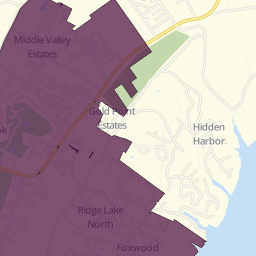 Middle Valley
Estates
Gold Point
Estates
Hidden
Harbor
Ridge Lake
North
Foxwood